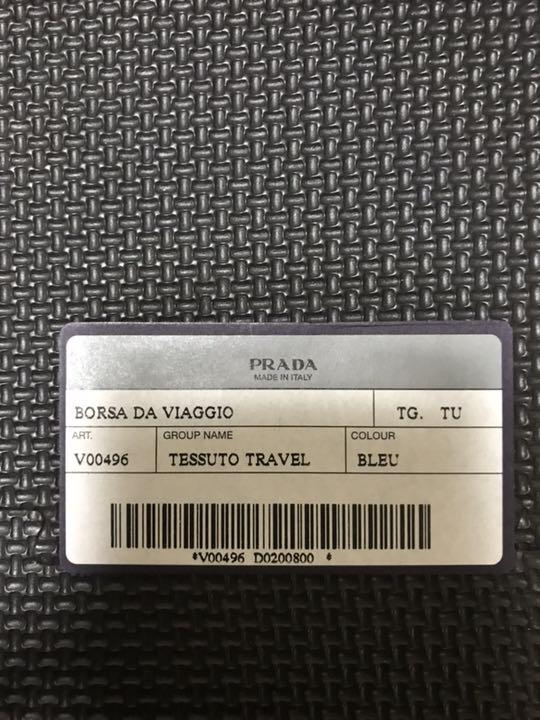 PRADA
MADE IN ITALY
BORSA DA VIAGGIO TG. TU
ART. GROUP NAME COLOUR
V00496 TESSUTO TRAVEL BLEU
*V00496 D0200800 *